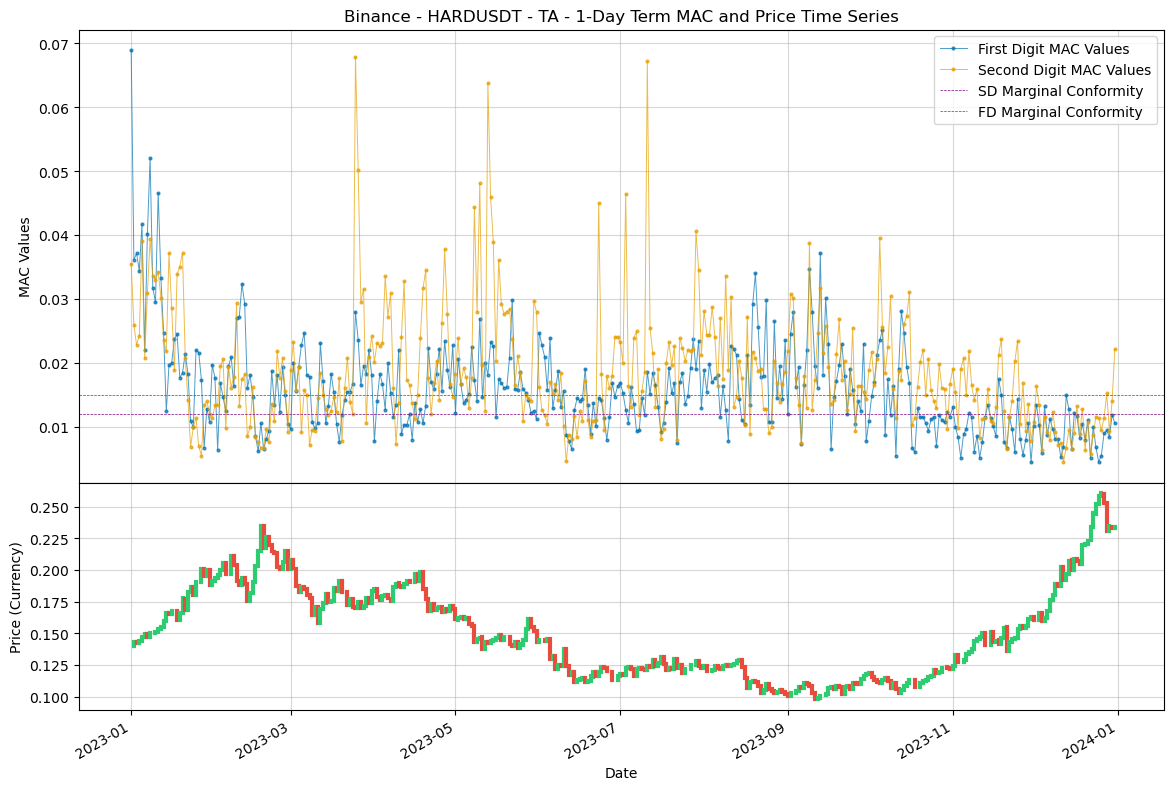 Binance - HARDUSDT - TA - 1-Day Term MAC and Price Time Series
First Digit MAC Values
Second Digit MAC Values
SD Marginal Conformity
FD Marginal Conformity
MAC Values
0.07
0.06
0.05
0.04
0.03
0.02
0.01
Price (Currency)
0.250
0.225
0.200
0.175
0.150
0.125
0.100
2023-01
2023-03
2023-05
2023-07
2023-09
2023-11
2024-01
Date